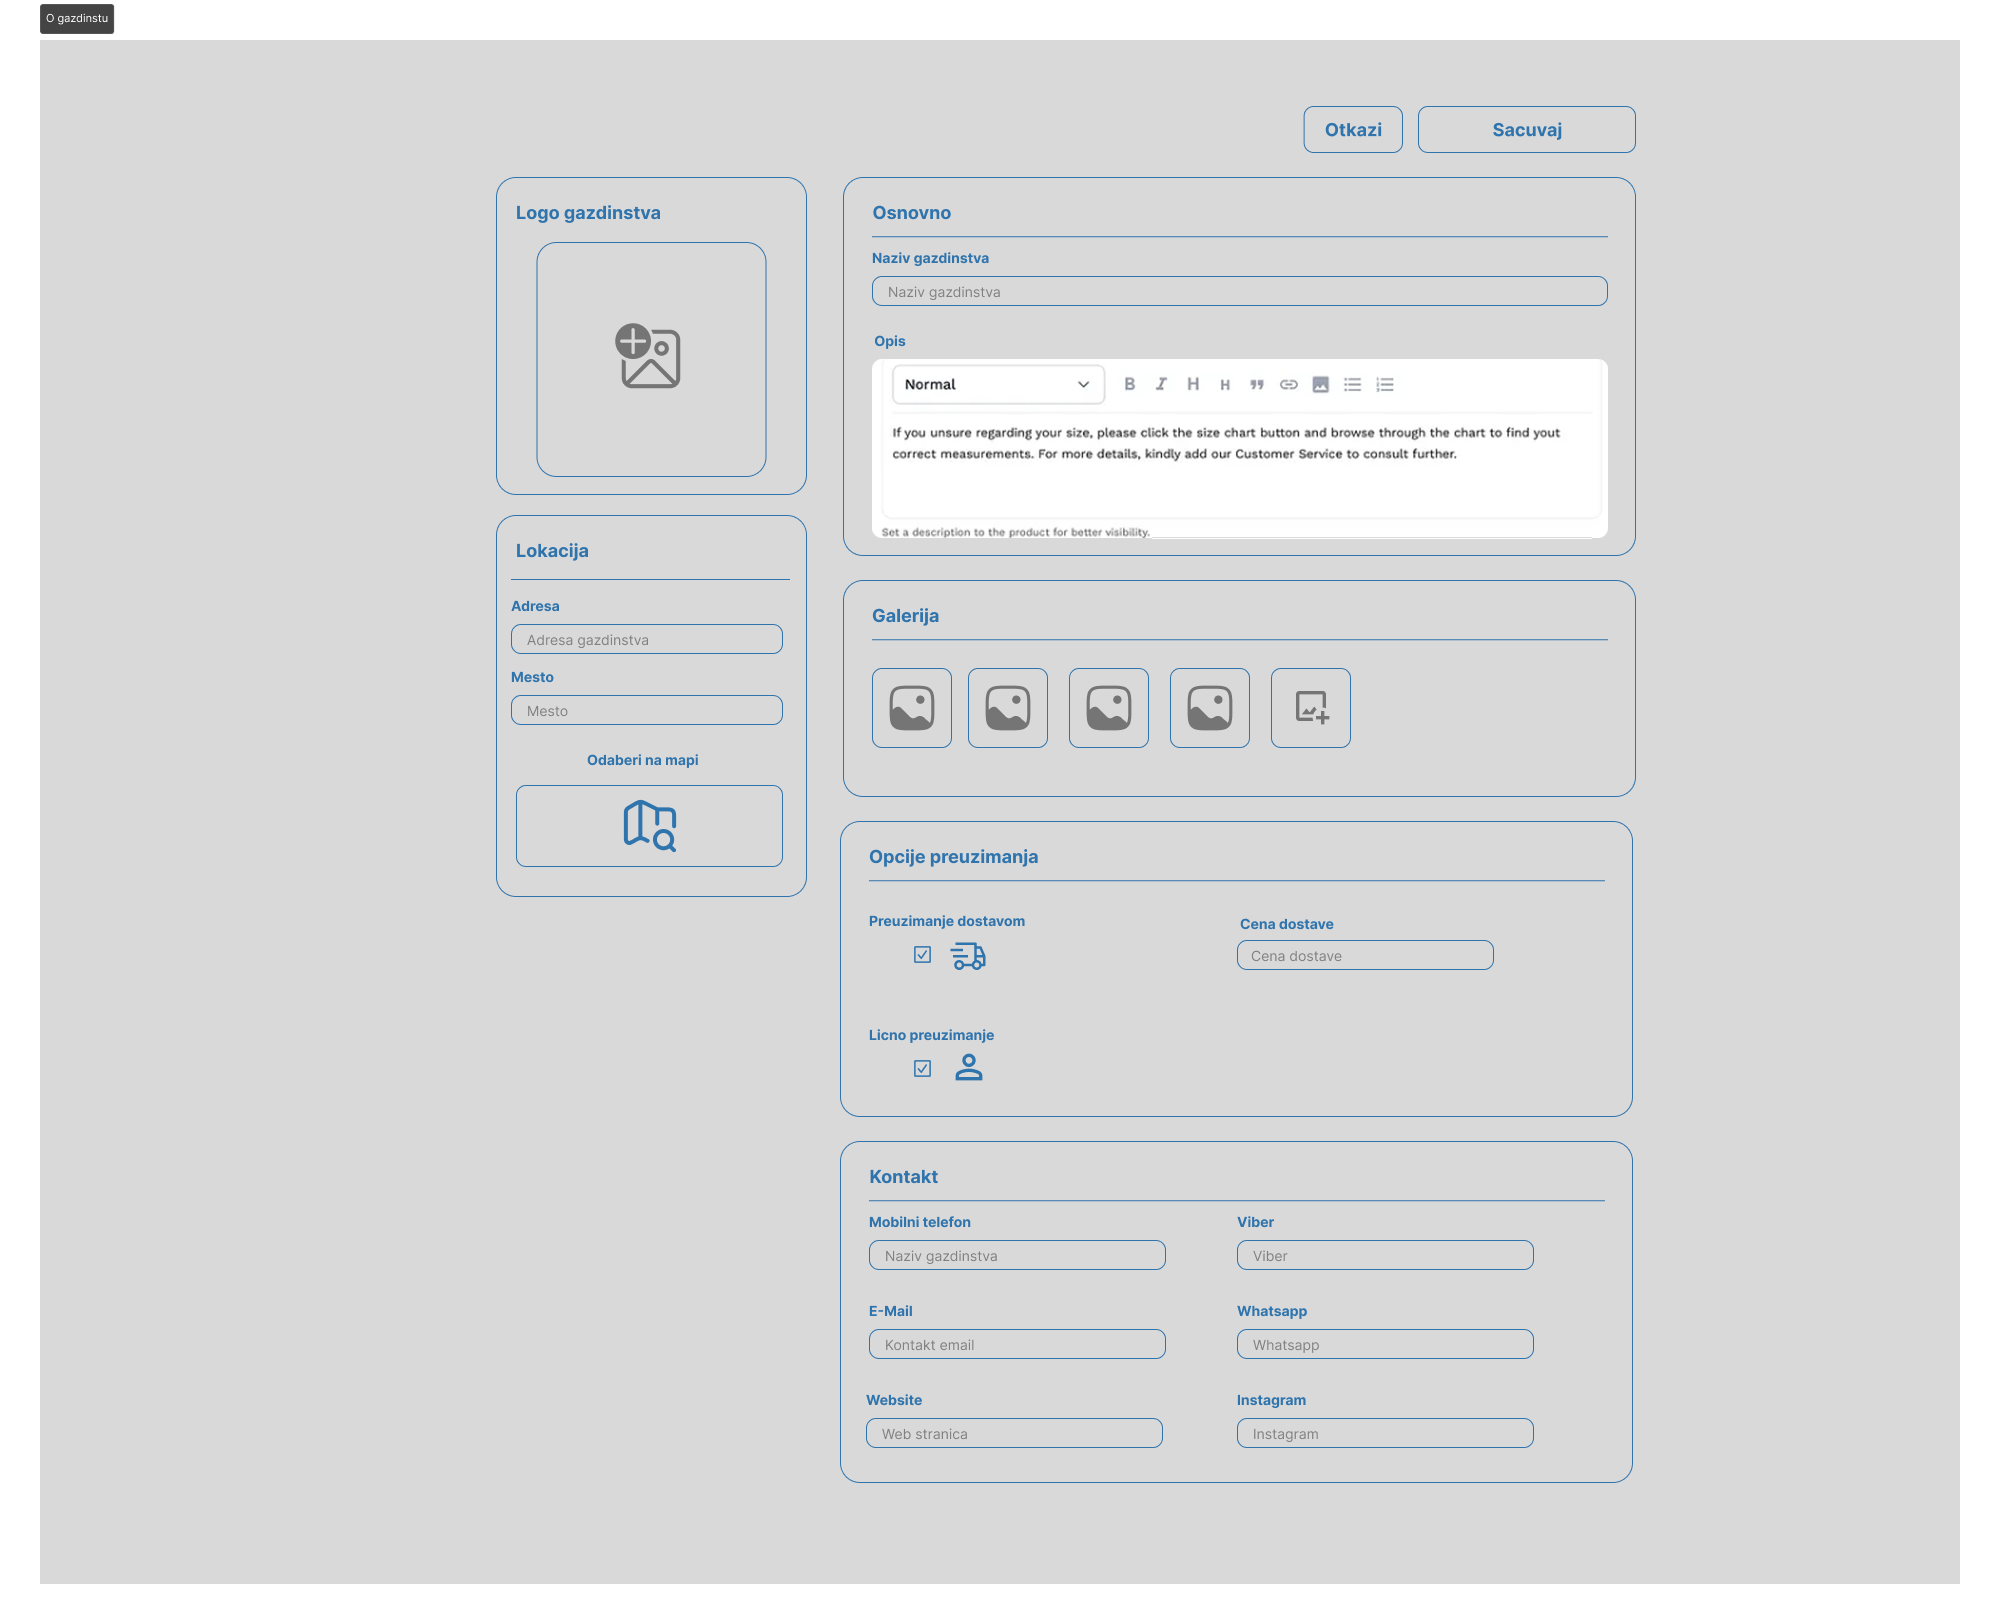 O gazdinstu
Otkazi
Sacuvaj
Logo gazdinstva
Lokacija
Adresa
Adresa gazdinstva
Mesto
Mesto
Odaberi na mapi
Osnovno
Naziv gazdinstva
Naziv gazdinstva
Opis
Normal
B I H H
If you unsure regarding your size, please click the size chart button and browse through the chart to find yout
correct measurements. For more details, kindly add our Customer Service to consult further.
Set a description to the product for better visibility.
Galerija
Opcije preuzimanja
Preuzimanje dostavom
Cena dostave
Cena dostave
Licno preuzimanje
Kontakt
Mobilni telefon
Viber
Naziv gazdinstva
Viber
E-Mail
Whatsapp
Kontakt email
Whatsapp
Website
Instagram
Web stranica
Instagram